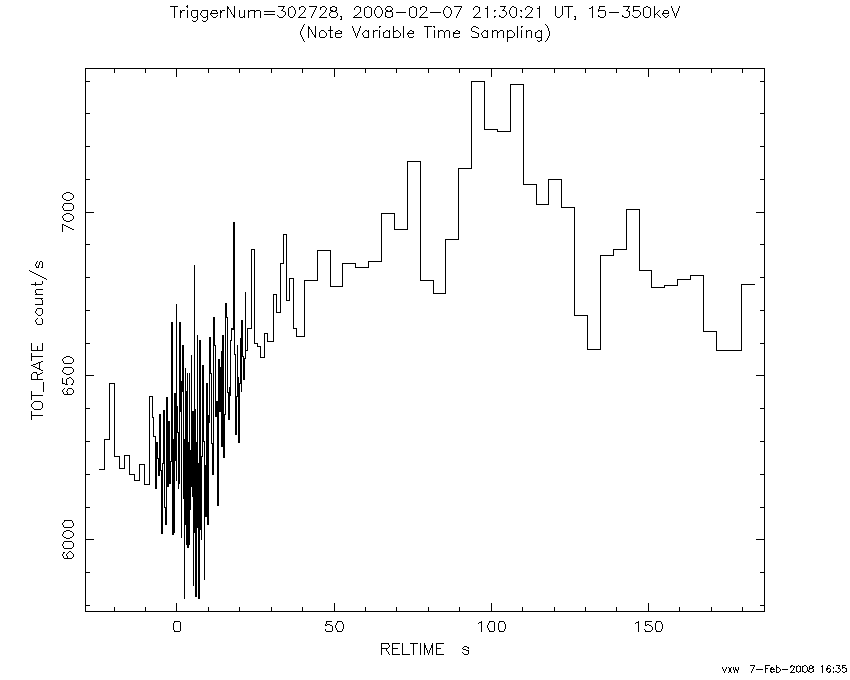 TriggerNum=302728, 2008-02-07 21:30:21 UT, 15-350keV
(Note Variable Time Sampling)
TOT_RATE count/s
7000
6500
6000
0 50 100 150
RELTIME s
vxw 7-Feb-2008 16:35